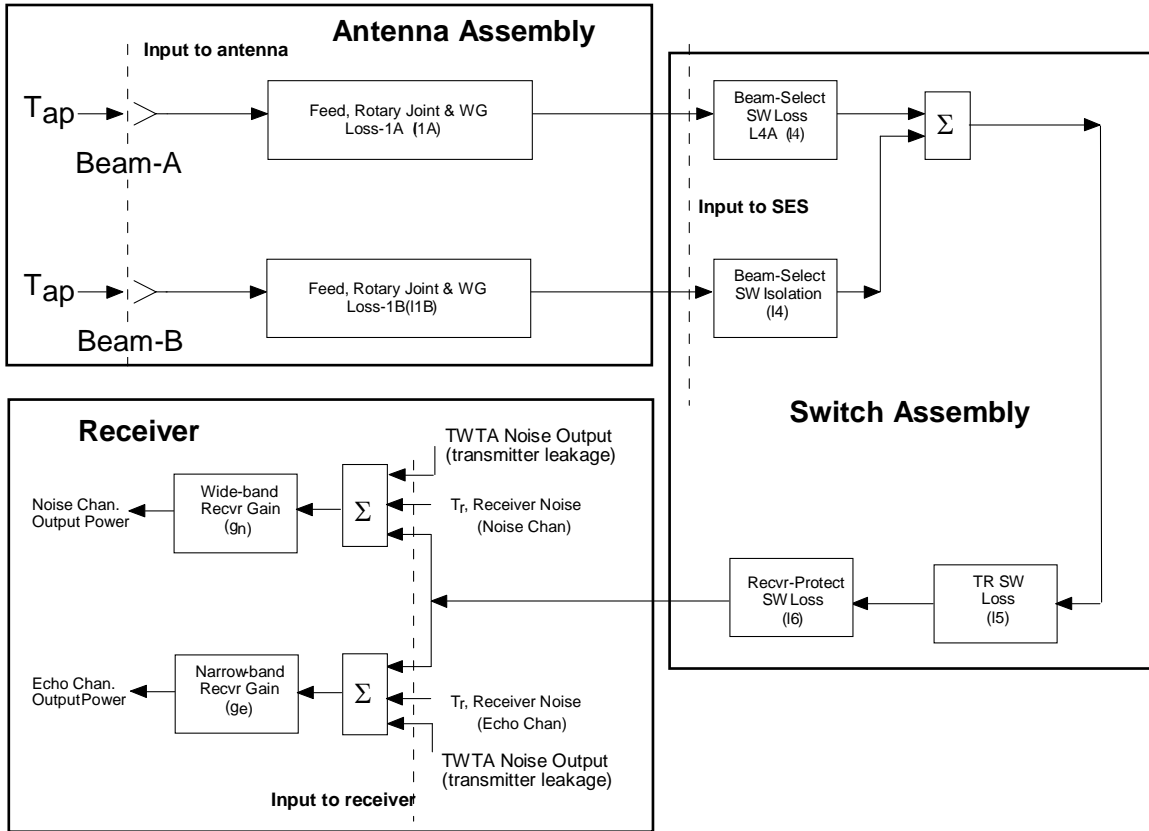 Antenna Assembly
Input to antenna
Tap
Beam-A
Feed, Rotary Joint & WG
Loss-1A (l1A)
Tap
Beam-B
Feed, Rotary Joint & WG
Loss-1B(l1B)
Beam-Select
SW Loss
L4A (l4)
Σ
Input to SES
Beam-Select
SW Isolation
(I4)
Switch Assembly
TR SW
Loss
(l5)
Recvr-Protect
SW Loss
(l6)
Receiver
TWTA Noise Output
(transmitter leakage)
Noise Chan.
Output Power
Wide-band
Recvr Gain
(gn)
Σ
Tr, Receiver Noise
(Noise Chan)
Echo Chan.
Output Power
Narrow-band
Recvr Gain
(ge)
Σ
Tr, Receiver Noise
(Echo Chan)
TWTA Noise Output
(transmitter leakage)
Input to receiver